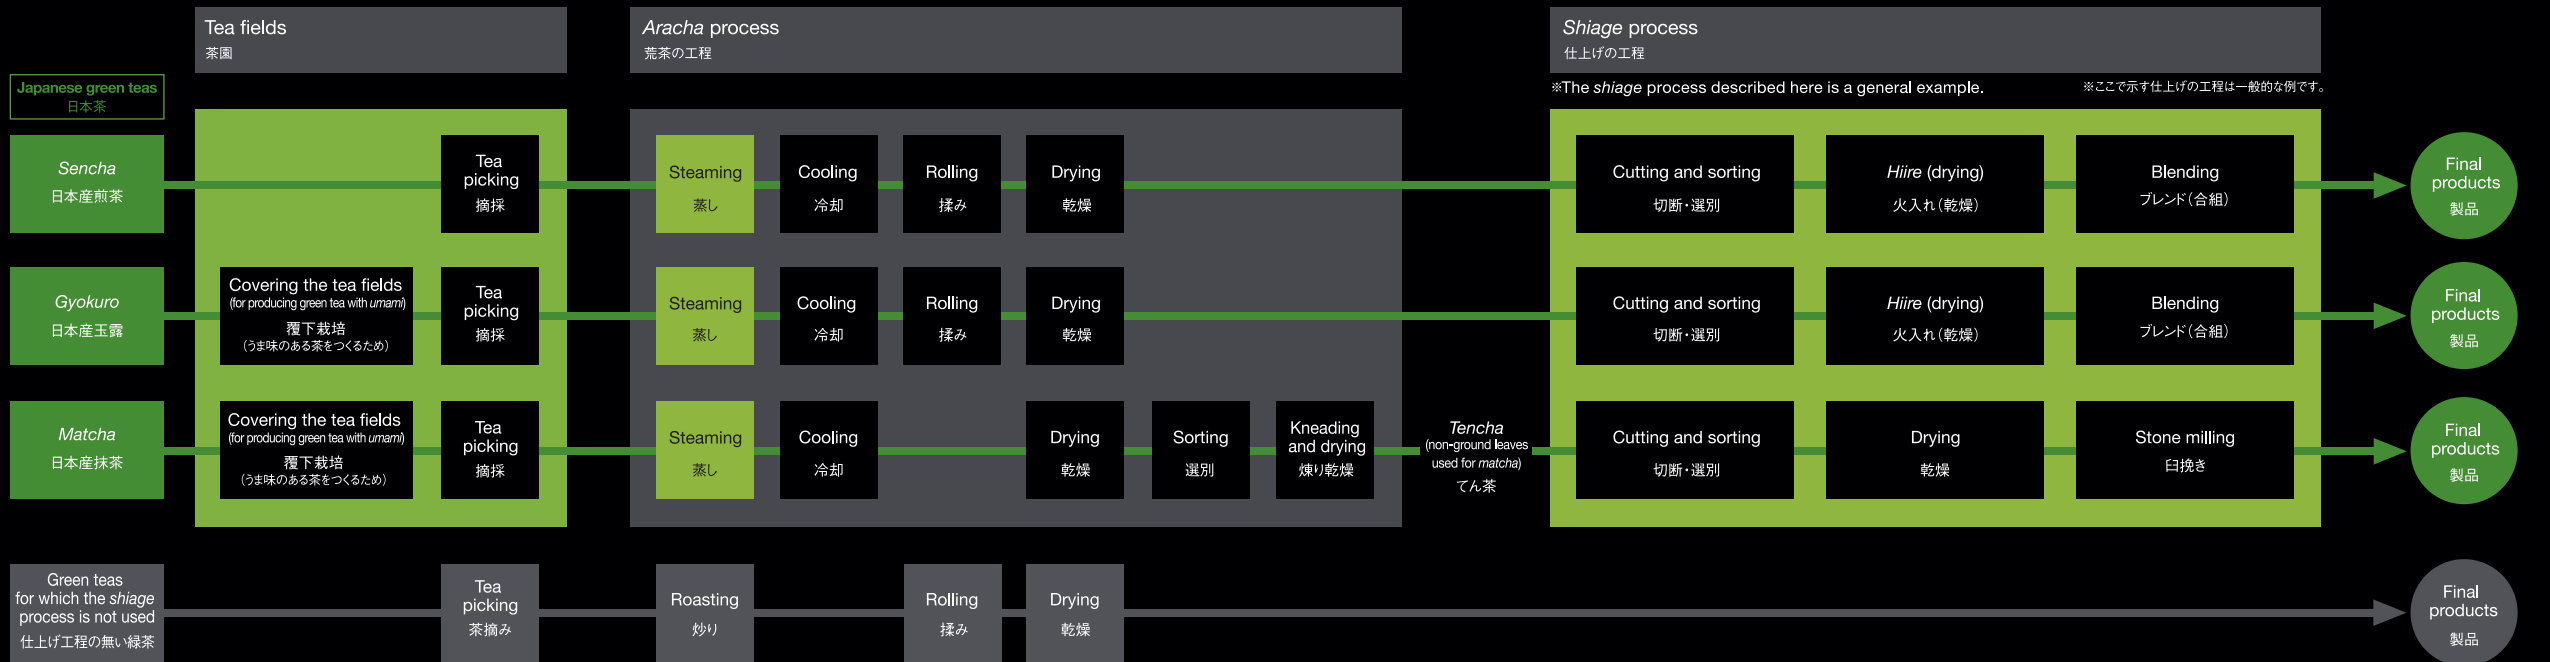 Tea fields
茶園
Aracha process
荒茶の工程
Shiage process
仕上げの工程
Japanese green teas
日本茶
※The shiage process described here is a general example.
※ここで示す仕上げの工程は一般的な例です。
Sencha
日本産煎茶
Tea
picking
摘採
Steaming
蒸し
Cooling
冷却
Rolling
揉み
Drying
乾燥
Cutting and sorting
切断・選別
Hiire (drying)
火入れ(乾燥)
Blending
ブレンド(合組)
Final
products
製品
Gyokuro
日本産玉露
Covering the tea fields
(for producing green tea with umami)
覆下栽培
(うま味のある茶をつくるため)
Tea
picking
摘採
Steaming
蒸し
Cooling
冷却
Rolling
揉み
Drying
乾燥
Cutting and sorting
切断・選別
Hiire (drying)
火入れ(乾燥)
Blending
ブレンド(合組)
Final
products
製品
Matcha
日本産抹茶
Covering the tea fields
(for producing green tea with umami)
覆下栽培
(うま味のある茶をつくるため)
Tea
picking
摘採
Steaming
蒸し
Cooling
冷却
Drying
乾燥
Sorting
選別
Kneading
and drying
煉り乾燥
Tencha
(non-ground leaves
used for matcha)
てん茶
Cutting and sorting
切断・選別
Drying
乾燥
Stone milling
臼挽き
Final
products
製品
Green teas
for which the shiage
process is not used
仕上げ工程の無い緑茶
Tea
picking
茶摘み
Roasting
炒り
Rolling
揉み
Drying
乾燥
Final
products
製品